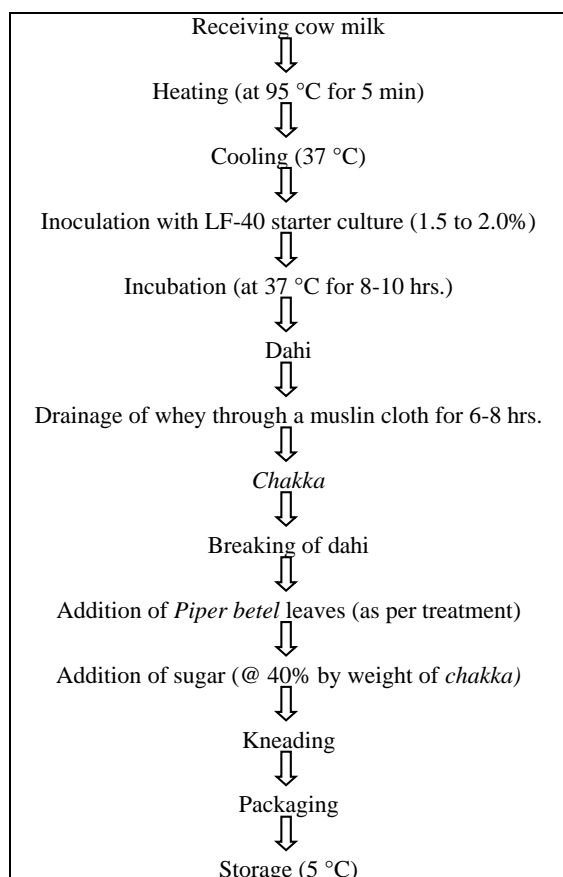 Receiving cow milk
Heating (at 95 °C for 5 min)
Cooling (37 °C)
Inoculation with LF-40 starter culture (1.5 to 2.0%)
Incubation (at 37 °C for 8-10 hrs.)
Dahi
Drainage of whey through a muslin cloth for 6-8 hrs.
Chakka
Breaking of dahi
Addition of Piper betel leaves (as per treatment)
Addition of sugar (@ 40% by weight of chakka)
Kneading
Packaging
Storage (5 °C)